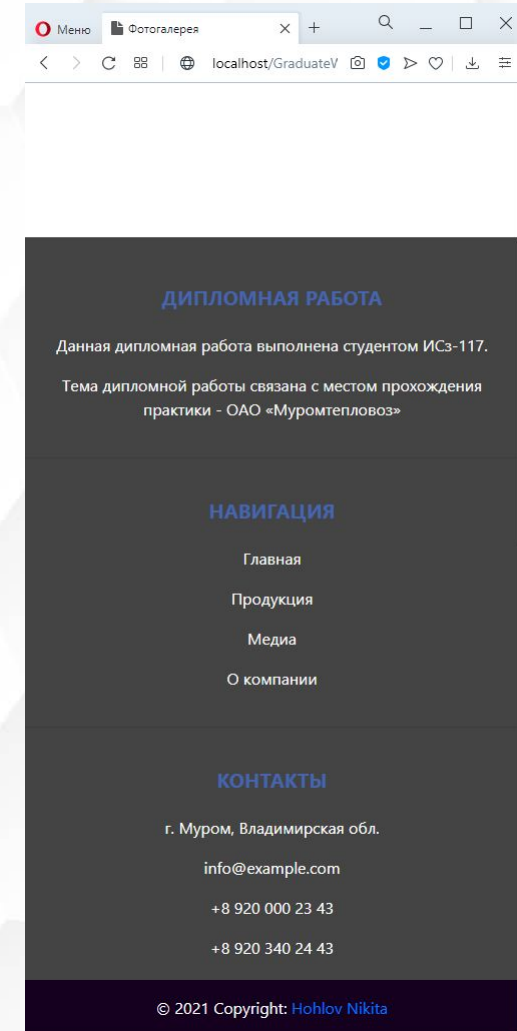 Меню
Фотогалерея
localhost/GraduateV
ДИПЛОМНАЯ РАБОТА
Данная дипломная работа выполнена студентом ИСз-117.
Тема дипломной работы связана с местом прохождения
практики - ОАО «Муромтепловоз»
НАВИГАЦИЯ
Главная
Продукция
Медиа
О компании
КОНТАКТЫ
г. Муром, Владимирская обл.
info@example.com
+8 920 000 23 43
+8 920 340 24 43
© 2021 Copyright: Hohlov Nikita